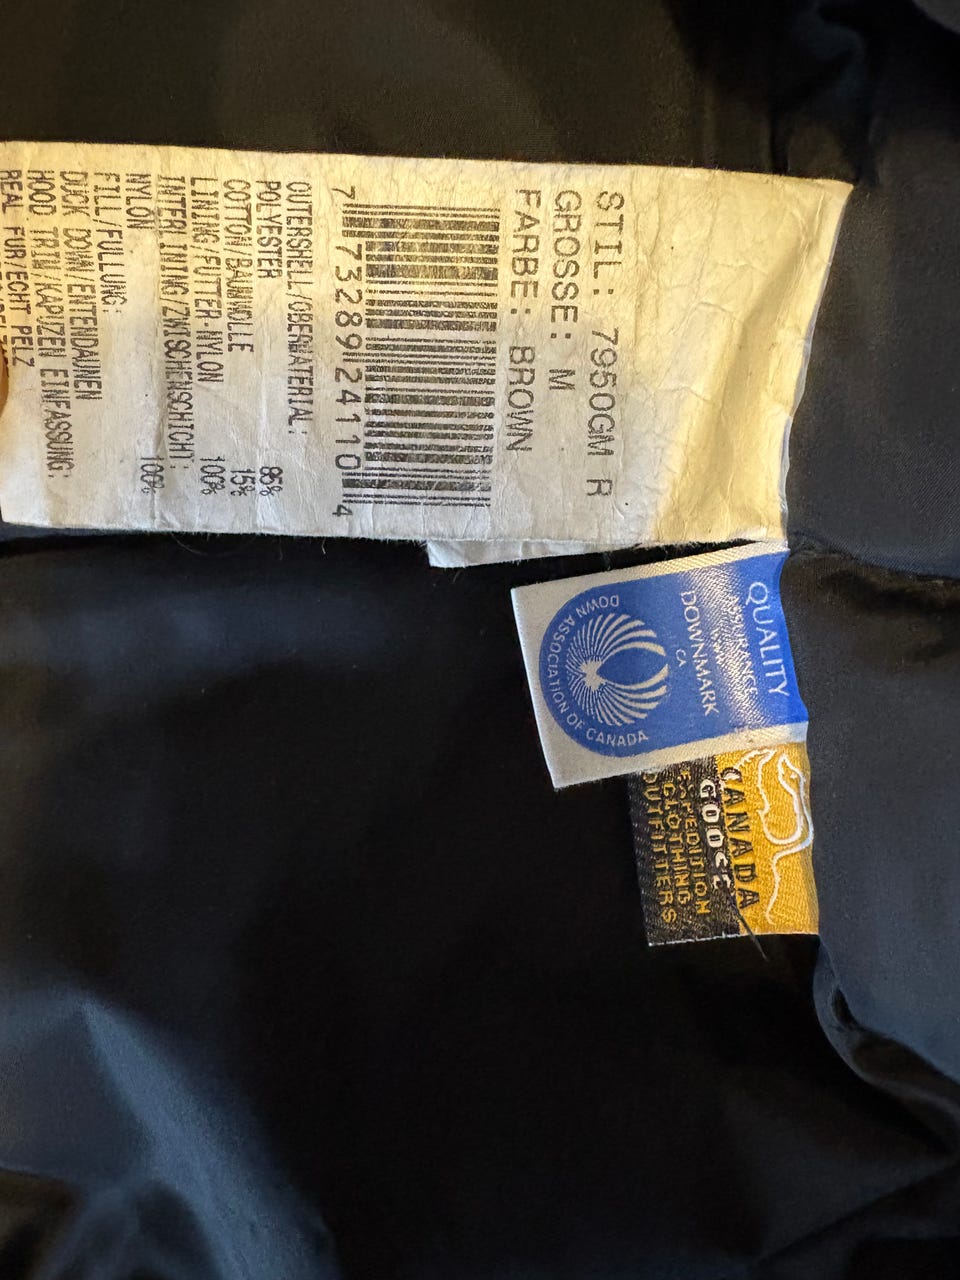 STIL: 7950GM R
GROSSE: M
FARBE: BROWN
7 73289 24110 4
OUTERSHELL/OBERMATERIAL:
POLYESTER 85%
COTTON/BAUMWOLLE 15%
LINING/FUTTER-NYLON 100%
INTERLINING/ZWISCHENSCHICHT:
NYLON 100%
FILL/FULLUNG:
DUCK DOWN ENTENDAUNEN
HOOD TRIM/KAPUZEN EINFASSUNG:
REAL FUR ECHT PELZ
QUALITY
ASSURANCE
DOWNMARK
CA
DOWN ASSOCIATION OF CANADA
CANADA
GOOSE
EXPEDITION
CLOTHING
OUTFITTERS